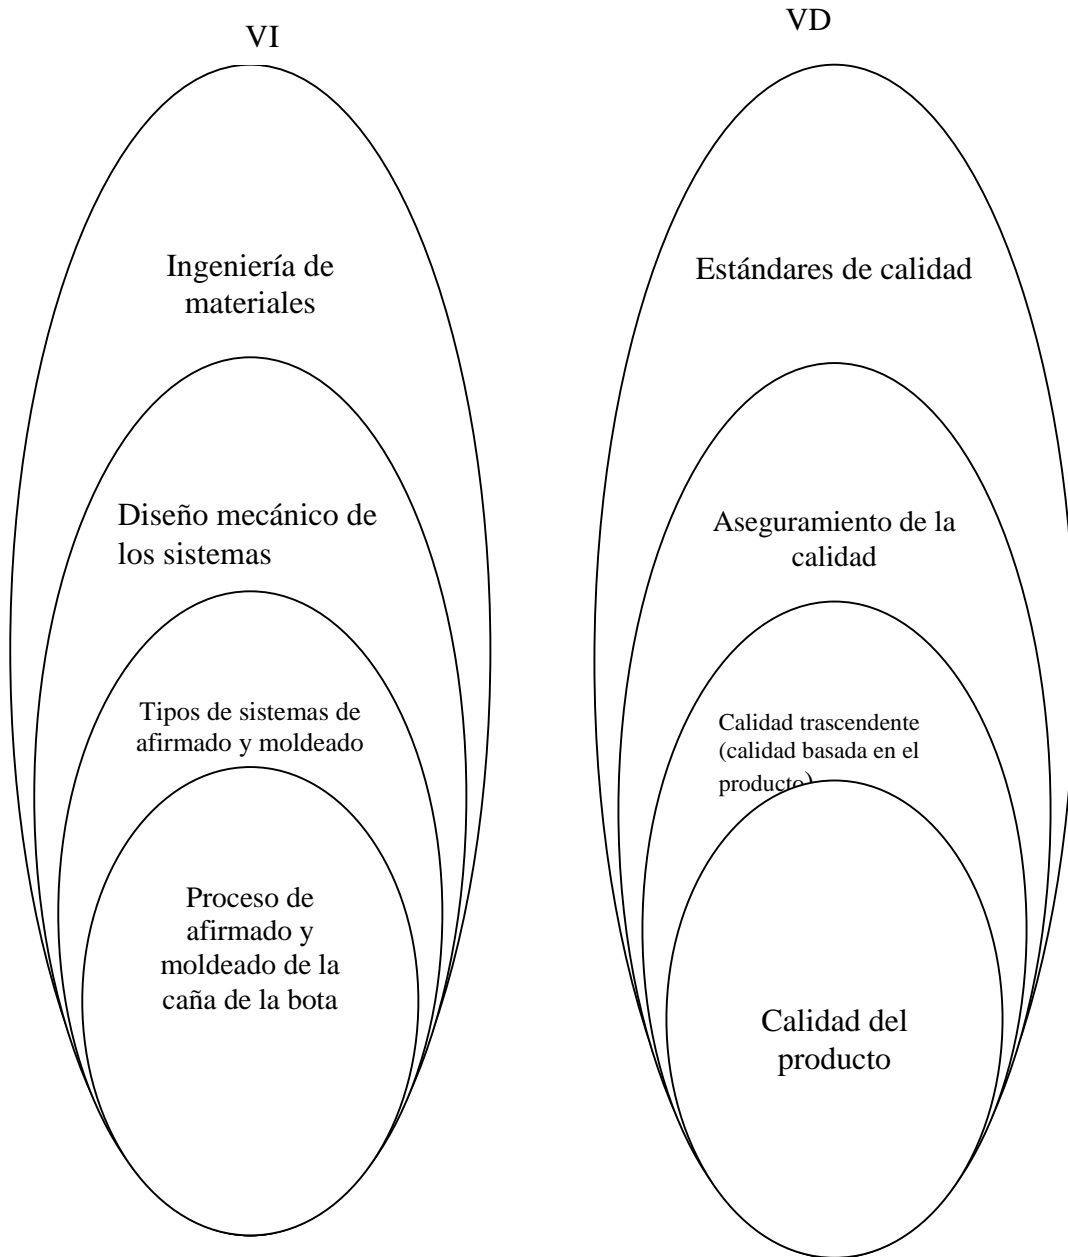 VI
Ingeniería de
materiales
Diseño mecánico de
los sistemas
Tipos de sistemas de
afirmado y moldeado
Proceso de
afirmado y
moldeado de la
caña de la bota
VD
Estándares de calidad
Aseguramiento de la
calidad
Calidad trascendente
(calidad basada en el
producto)
Calidad del
producto